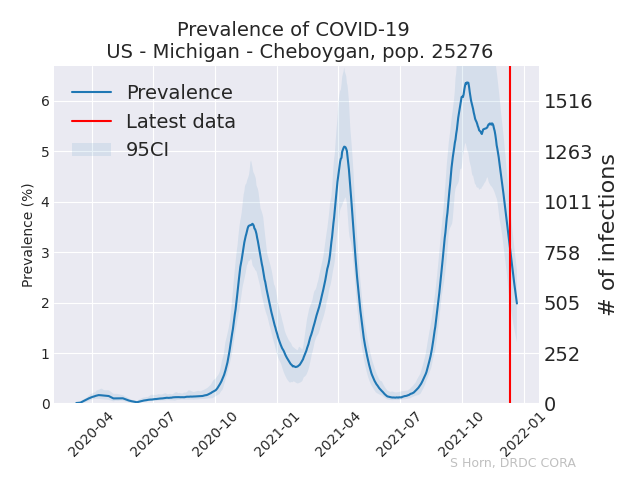 Prevalence of COVID-19
US - Michigan - Cheboygan, pop. 25276
Prevalence
Latest data
95CI
Prevalence (%)
6
5
4
3
2
1
0
1516
1263
1011
758
505
252
0
# of infections
2020-04
2020-07
2020-10
2021-01
2021-04
2021-07
2021-10
2022-01
S Horn, DRDC CORA